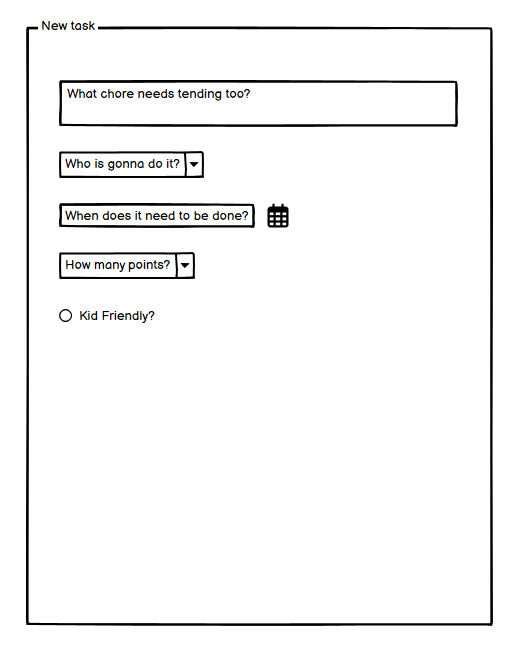 New task
What chore needs tending too?
Who is gonna do it?
When does it need to be done?
How many points?
Kid Friendly?